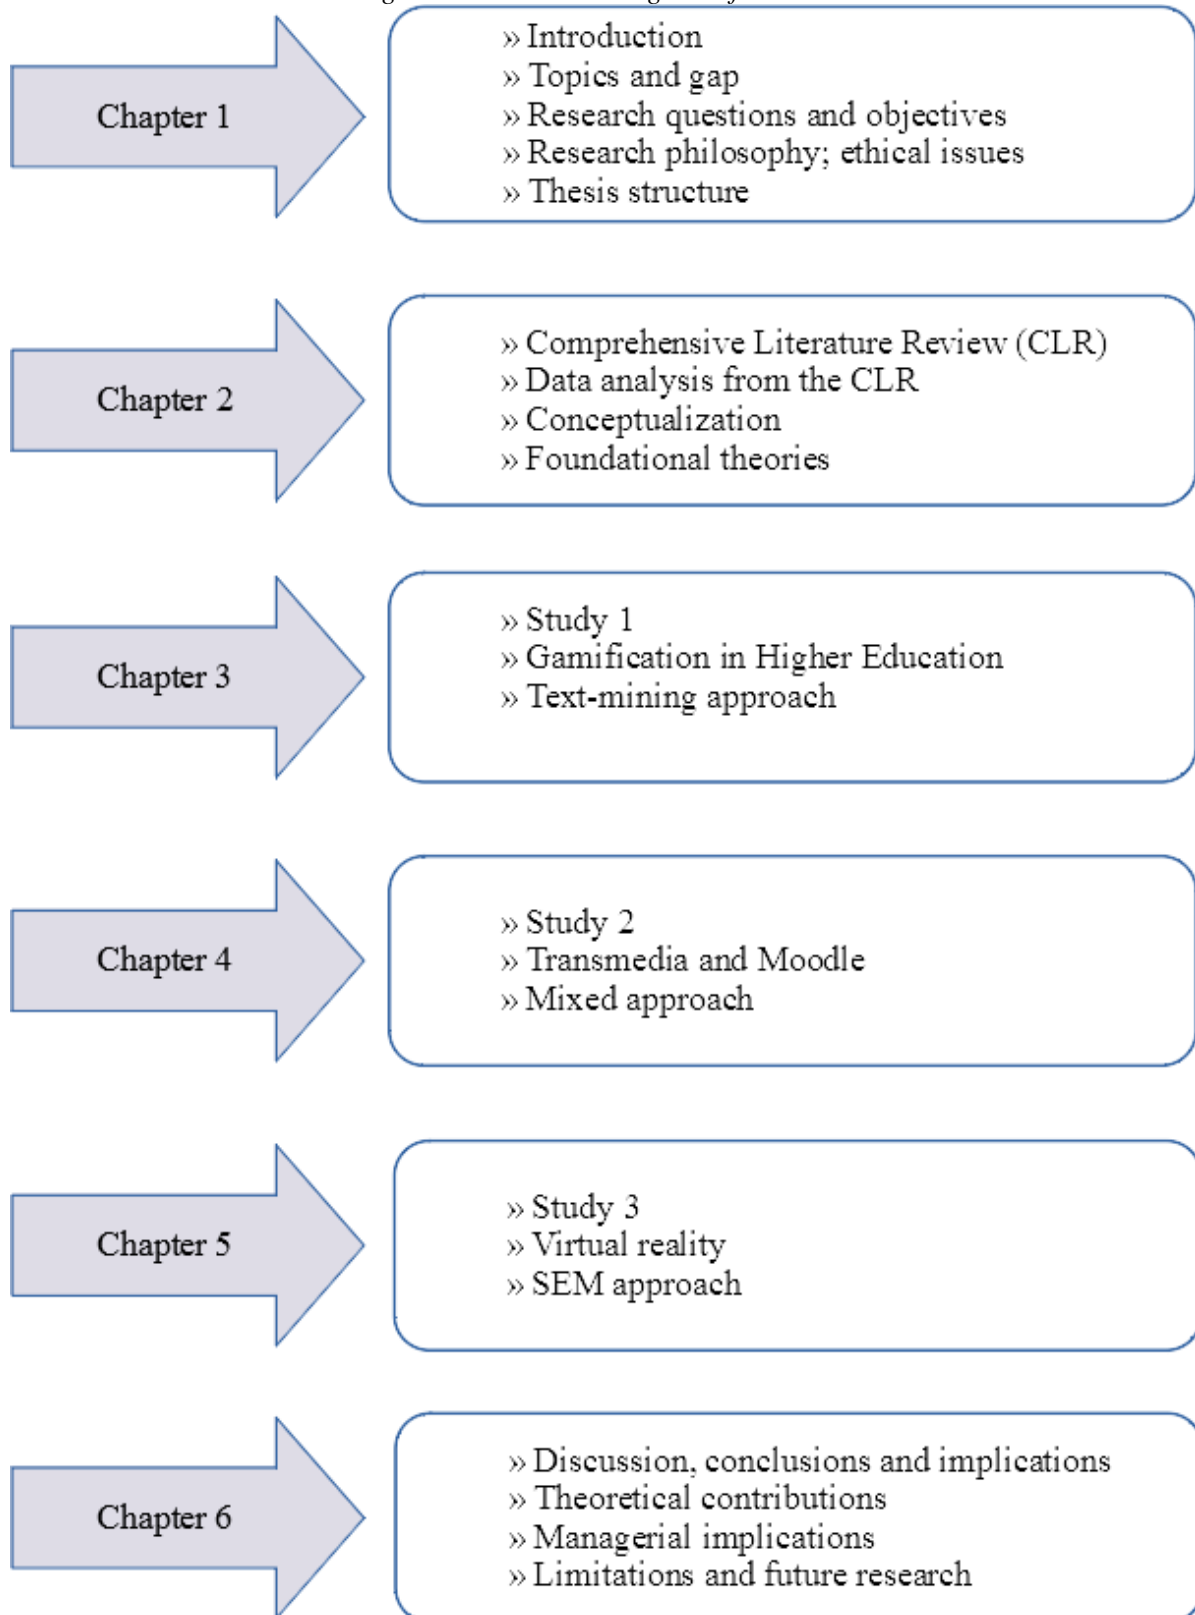 Chapter 1
» Introduction
» Topics and gap
» Research questions and objectives
» Research philosophy; ethical issues
» Thesis structure
Chapter 2
» Comprehensive Literature Review (CLR)
» Data analysis from the CLR
» Conceptualization
» Foundational theories
Chapter 3
» Study 1
» Gamification in Higher Education
» Text-mining approach
Chapter 4
» Study 2
» Transmedia and Moodle
» Mixed approach
Chapter 5
» Study 3
» Virtual reality
» SEM approach
Chapter 6
» Discussion, conclusions and implications
» Theoretical contributions
» Managerial implications
» Limitations and future research